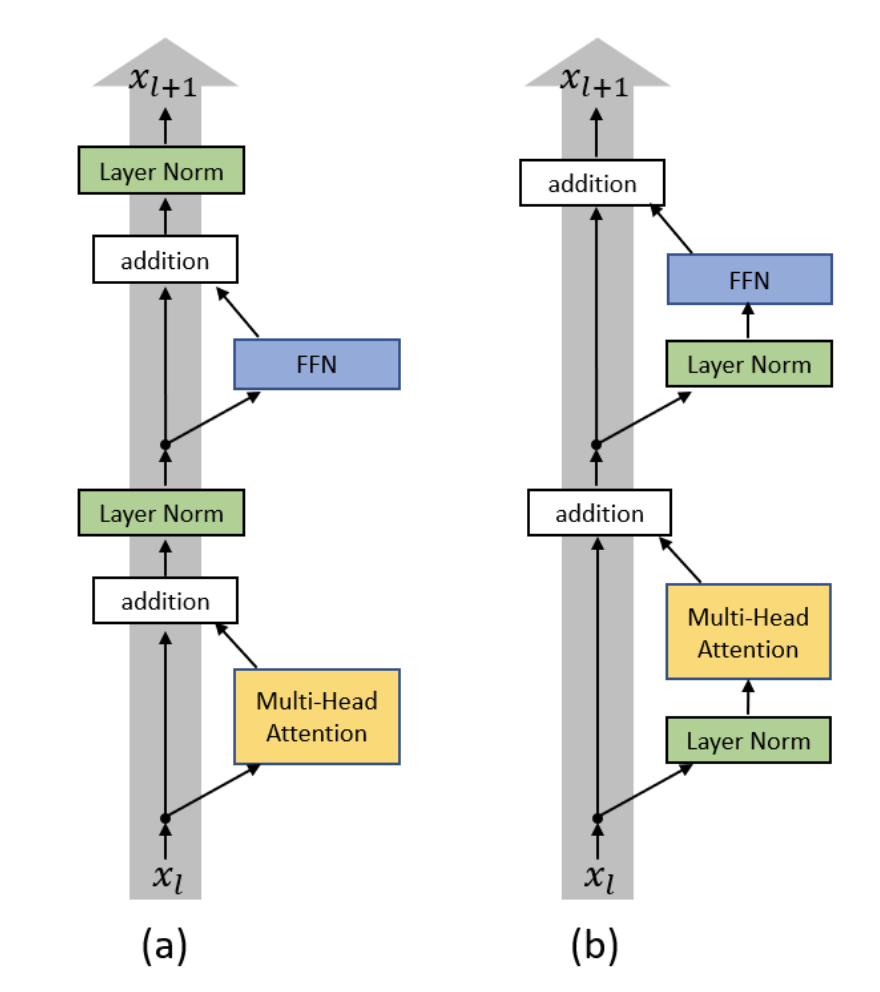 x_{l+1}
Layer Norm
addition
FFN
Layer Norm
addition
Multi-Head
Attention
x_l
(a)
x_{l+1}
addition
FFN
Layer Norm
addition
Multi-Head
Attention
Layer Norm
x_l
(b)